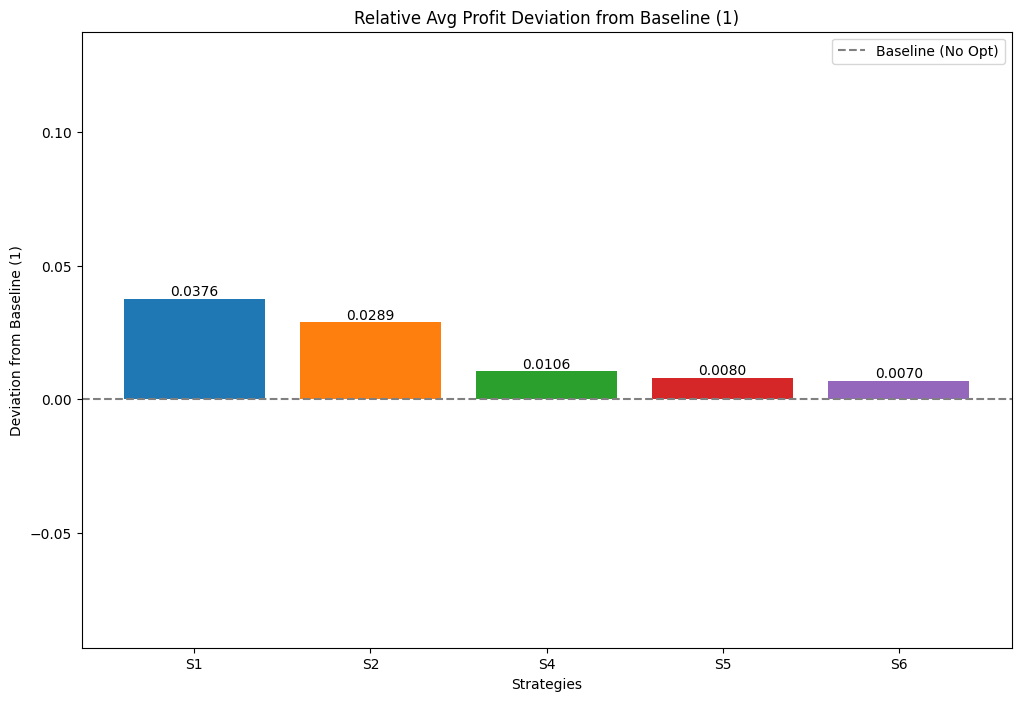 Relative Avg Profit Deviation from Baseline (1)
Baseline (No Opt)
Deviation from Baseline (1)
0.10
0.05
0.00
−0.05
0.0376
0.0289
0.0106
0.0080
0.0070
S1
S2
S4
S5
S6
Strategies